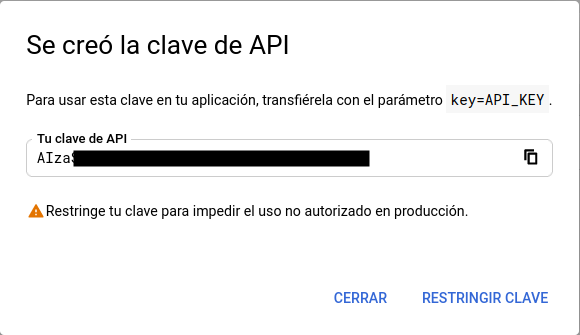 Se creó la clave de API
Para usar esta clave en tu aplicación, transfiérela con el parámetro key=API_KEY.
Tu clave de API
AIza
Restringe tu clave para impedir el uso no autorizado en producción.
CERRAR RESTRINGIR CLAVE